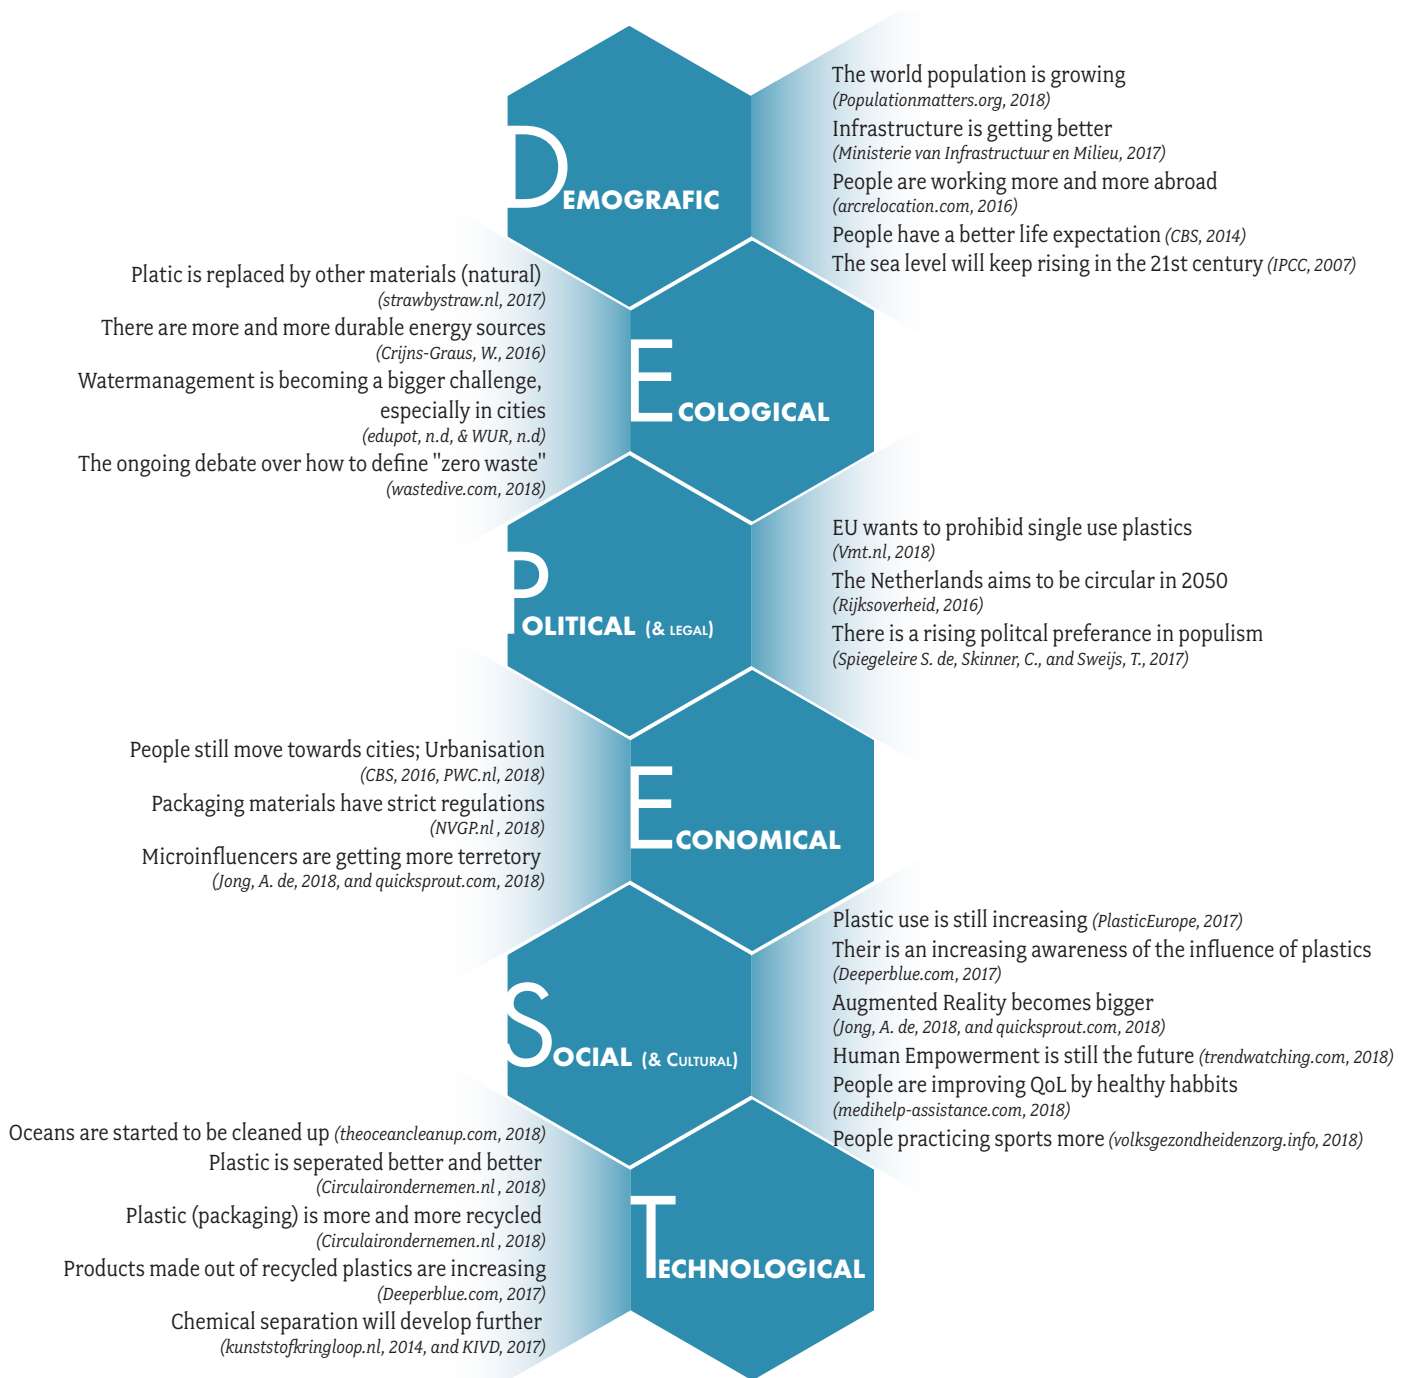 DEMOGRAFIC
The world population is growing
(Populationmatters.org, 2018)
Infrastructure is getting better
(Ministerie van Infrastructuur en Milieu, 2017)
People are working more and more abroad
(arcrelocation.com, 2016)
People have a better life expectation (CBS, 2014)
The sea level will keep rising in the 21st century (IPCC, 2007)
ECOLOGICAL
Platic is replaced by other materials (natural)
(strawbystraw.nl, 2017)
There are more and more durable energy sources
(Crijns-Graus, W., 2016)
Watermanagement is becoming a bigger challenge,
especially in cities
(edupot, n.d, & WUR, n.d)
The ongoing debate over how to define "zero waste"
(wastedive.com, 2018)
POLITICAL (& LEGAL)
EU wants to prohibid single use plastics
(Vmt.nl, 2018)
The Netherlands aims to be circular in 2050
(Rijksoverheid, 2016)
There is a rising politcal preferance in populism
(Spiegeleire S. de, Skinner, C., and Sweijs, T., 2017)
ECONOMICAL
People still move towards cities; Urbanisation
(CBS, 2016, PWC.nl, 2018)
Packaging materials have strict regulations
(NVGP.nl , 2018)
Microinfluencers are getting more terretory
(Jong, A. de, 2018, and quicksprout.com, 2018)
SOCIAL (& CULTURAL)
Plastic use is still increasing (PlasticEurope, 2017)
Their is an increasing awareness of the influence of plastics
(Deeperblue.com, 2017)
Augmented Reality becomes bigger
(Jong, A. de, 2018, and quicksprout.com, 2018)
Human Empowerment is still the future (trendwatching.com, 2018)
People are improving QoL by healthy habbits
(medihelp-assistance.com, 2018)
People practicing sports more (volksgezondheidenzorg.info, 2018)
TECHNOLOGICAL
Oceans are started to be cleaned up (theoceancleanup.com, 2018)
Plastic is seperated better and better
(Circulairondernemen.nl , 2018)
Plastic (packaging) is more and more recycled
(Circulairondernemen.nl , 2018)
Products made out of recycled plastics are increasing
(Deeperblue.com, 2017)
Chemical separation will develop further
(kunststofkringloop.nl, 2014, and KIVD, 2017)